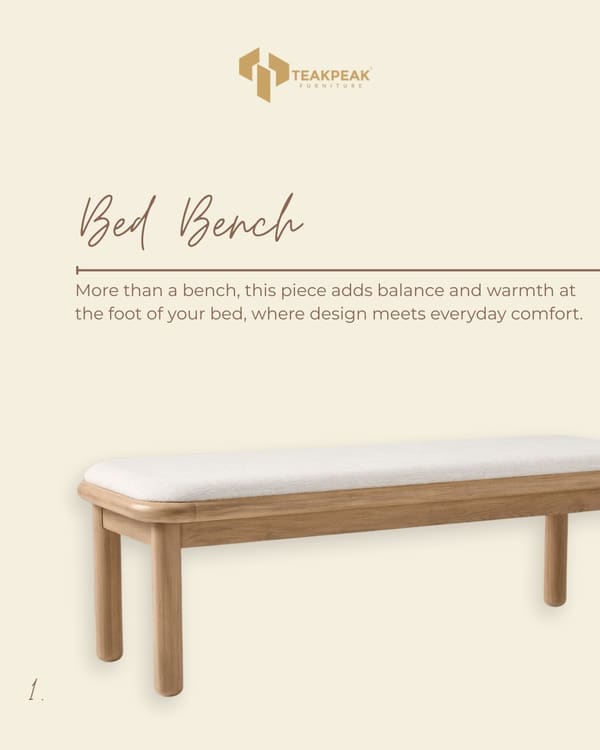 TEAKPEAK
FURNITURE
Bed Bench
More than a bench, this piece adds balance and warmth at
the foot of your bed, where design meets everyday comfort.
1.